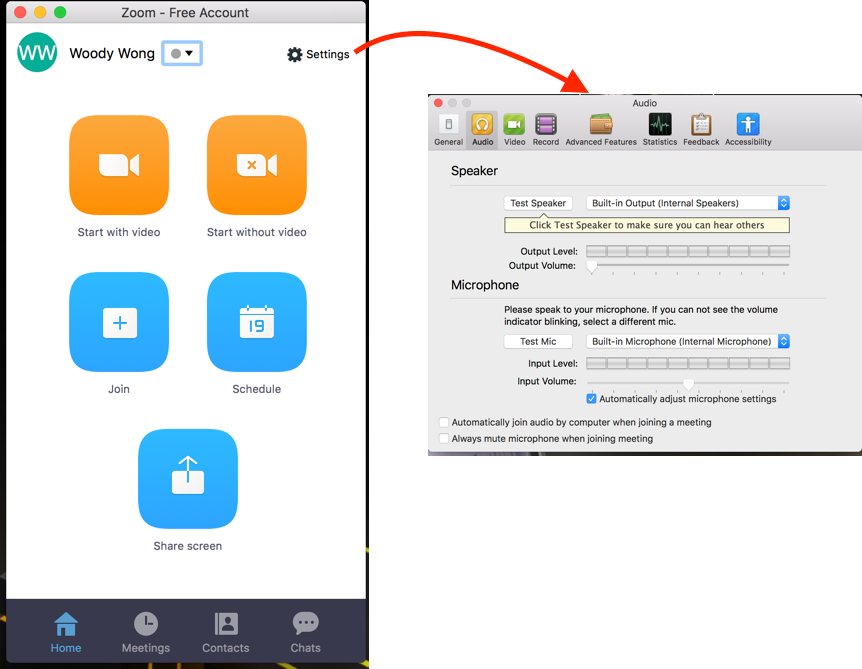 Zoom - Free Account
WW
Woody Wong
Settings
Start with video
Start without video
19
Join
Schedule
Share screen
Home
Meetings
Contacts
Chats
Audio
General
Audio
Video
Record
Advanced Features
Statistics
Feedback
Accessibility
Speaker
Test Speaker
Built-in Output (Internal Speakers)
Click Test Speaker to make sure you can hear others
Output Level:
Output Volume:
Microphone
Please speak to your microphone. If you can not see the volume
indicator blinking, select a different mic.
Test Mic
Built-in Microphone (Internal Microphone)
Input Level:
Input Volume:
Automatically adjust microphone settings
Automatically join audio by computer when joining a meeting
Always mute microphone when joining meeting